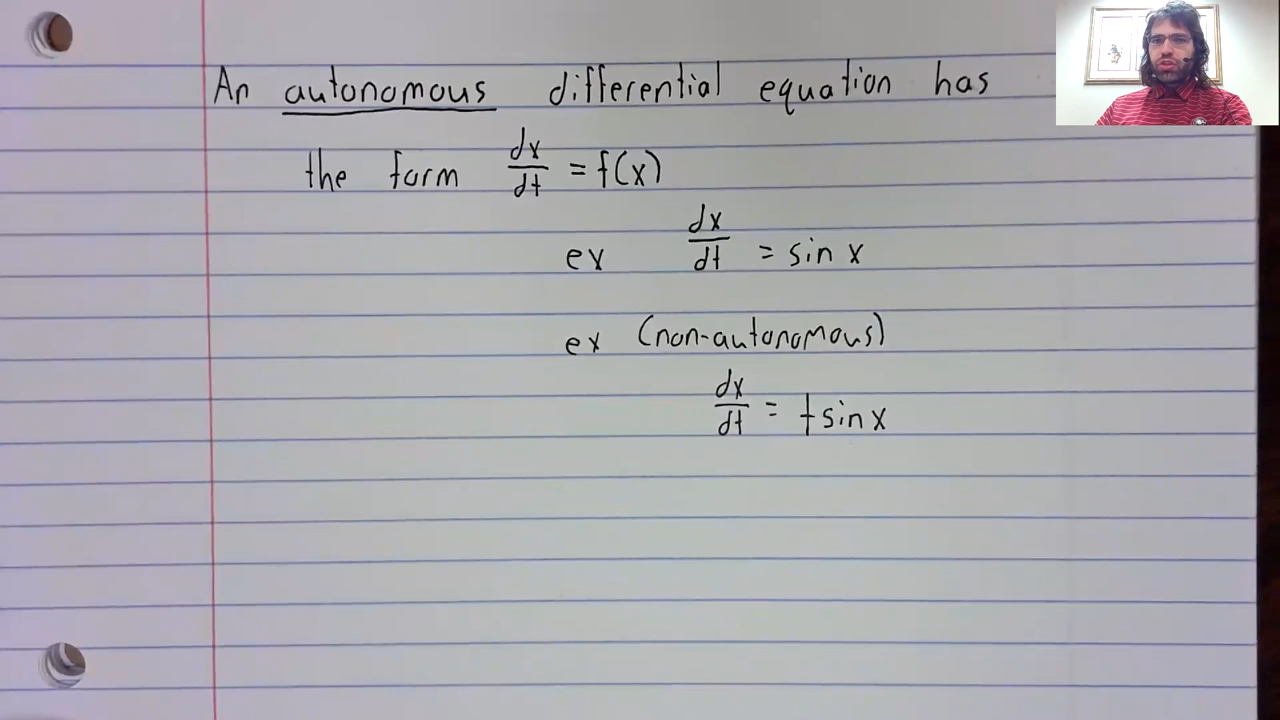 An autonomous differential equation has
the form dx/dt = f(x)
ex dx/dt = sin x
ex (non-autonomous)
dx/dt = t sin x